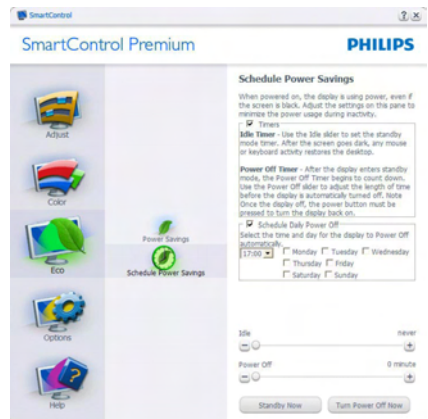 SmartControl
SmartControl Premium
PHILIPS
Adjust
Color
Eco
Options
Help
Power Savings
Schedule Power Savings
Schedule Power Savings
When powered on, the display is using power, even if
the screen is black. Adjust the settings on this pane to
minimize the power usage during inactivity.
Timers
Idle Timer - Use the Idle slider to set the standby
mode timer. After the screen goes dark, any mouse
or keyboard activity restores the desktop.
Power Off Timer - After the display enters standby
mode, the Power Off Timer begins to count down.
Use the Power Off slider to adjust the length of time
before the display is automatically turned off. Note
Once the display off, the power button must be
pressed to turn the display back on.
Schedule Daily Power Off
Select the time and day for the display to Power Off
automatically.
17:00 Monday Tuesday Wednesday
Thursday Friday
Saturday Sunday
Idle never
Power Off 0 minute
Standby Now Turn Power Off Now